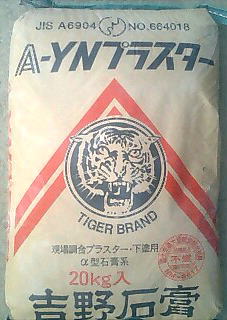 JIS A6904 NO.664018
A-YNプラスター
TIGER BRAND
現場調合プラスター・下塗用
α型石膏系
20kg入
不燃
吉野石膏